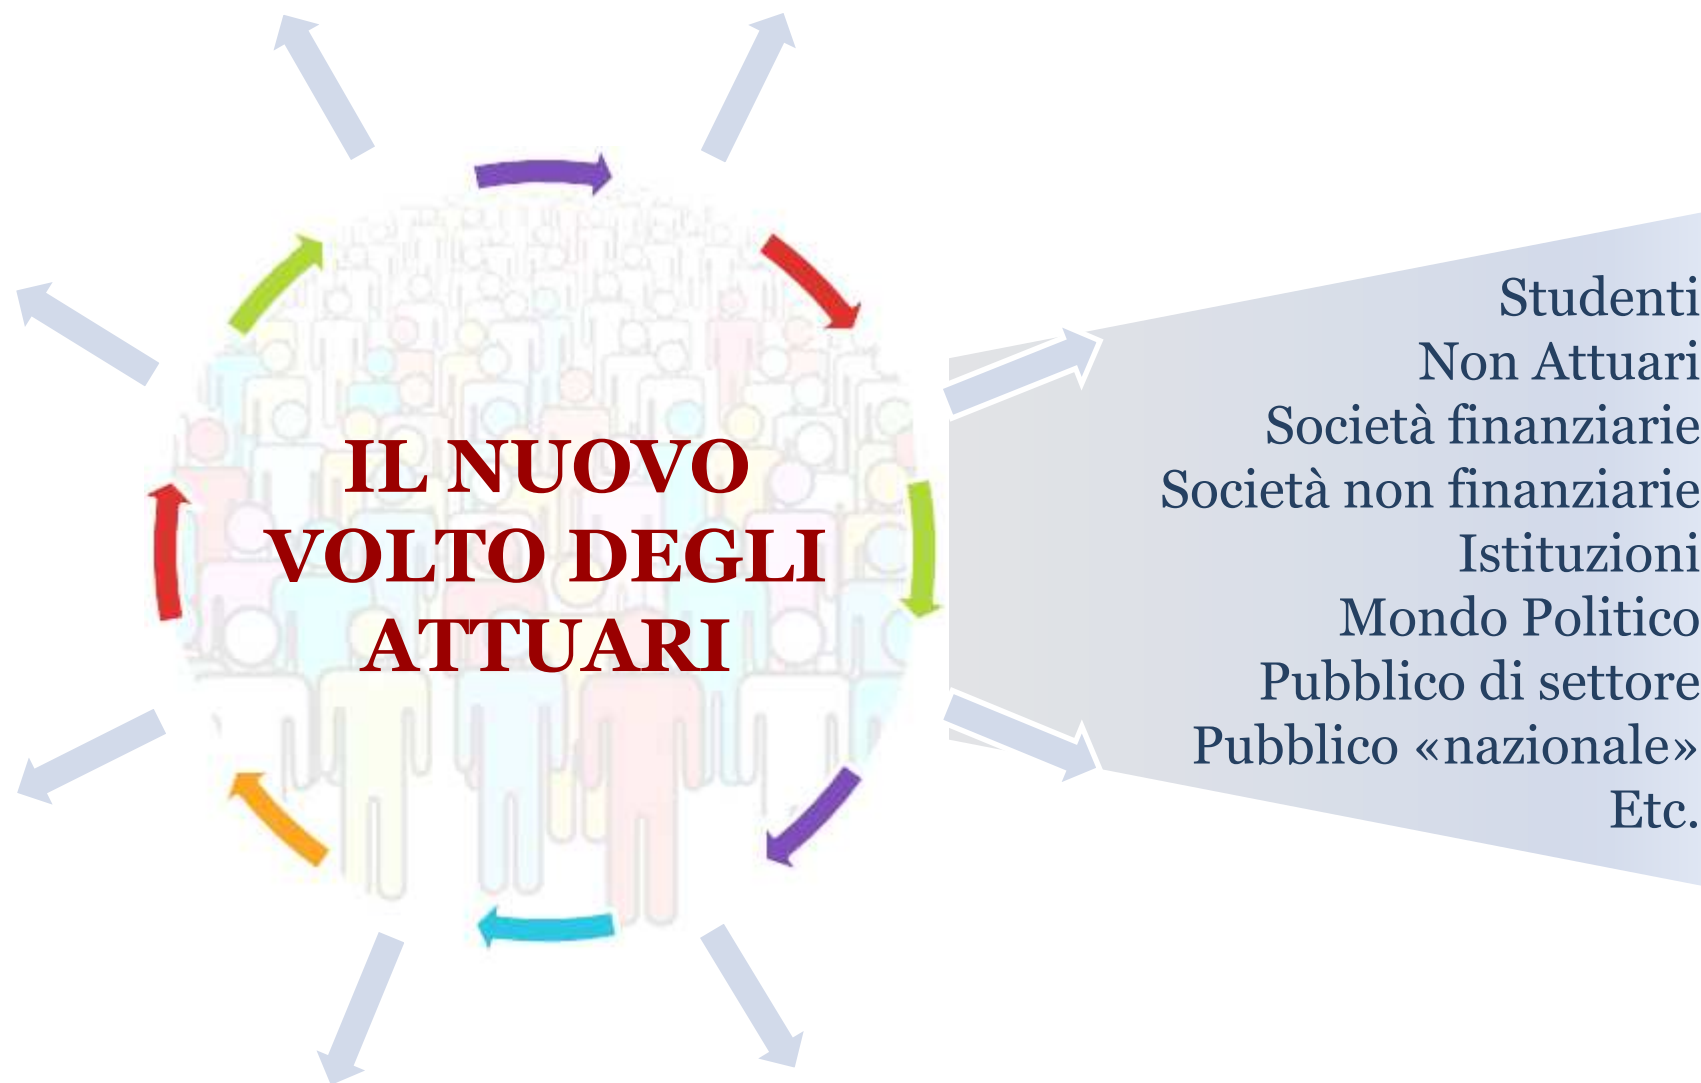 IL NUOVO
VOLTO DEGLI
ATTUARI
Studenti
Non Attuari
Società finanziarie
Società non finanziarie
Istituzioni
Mondo Politico
Pubblico di settore
Pubblico «nazionale»
Etc.